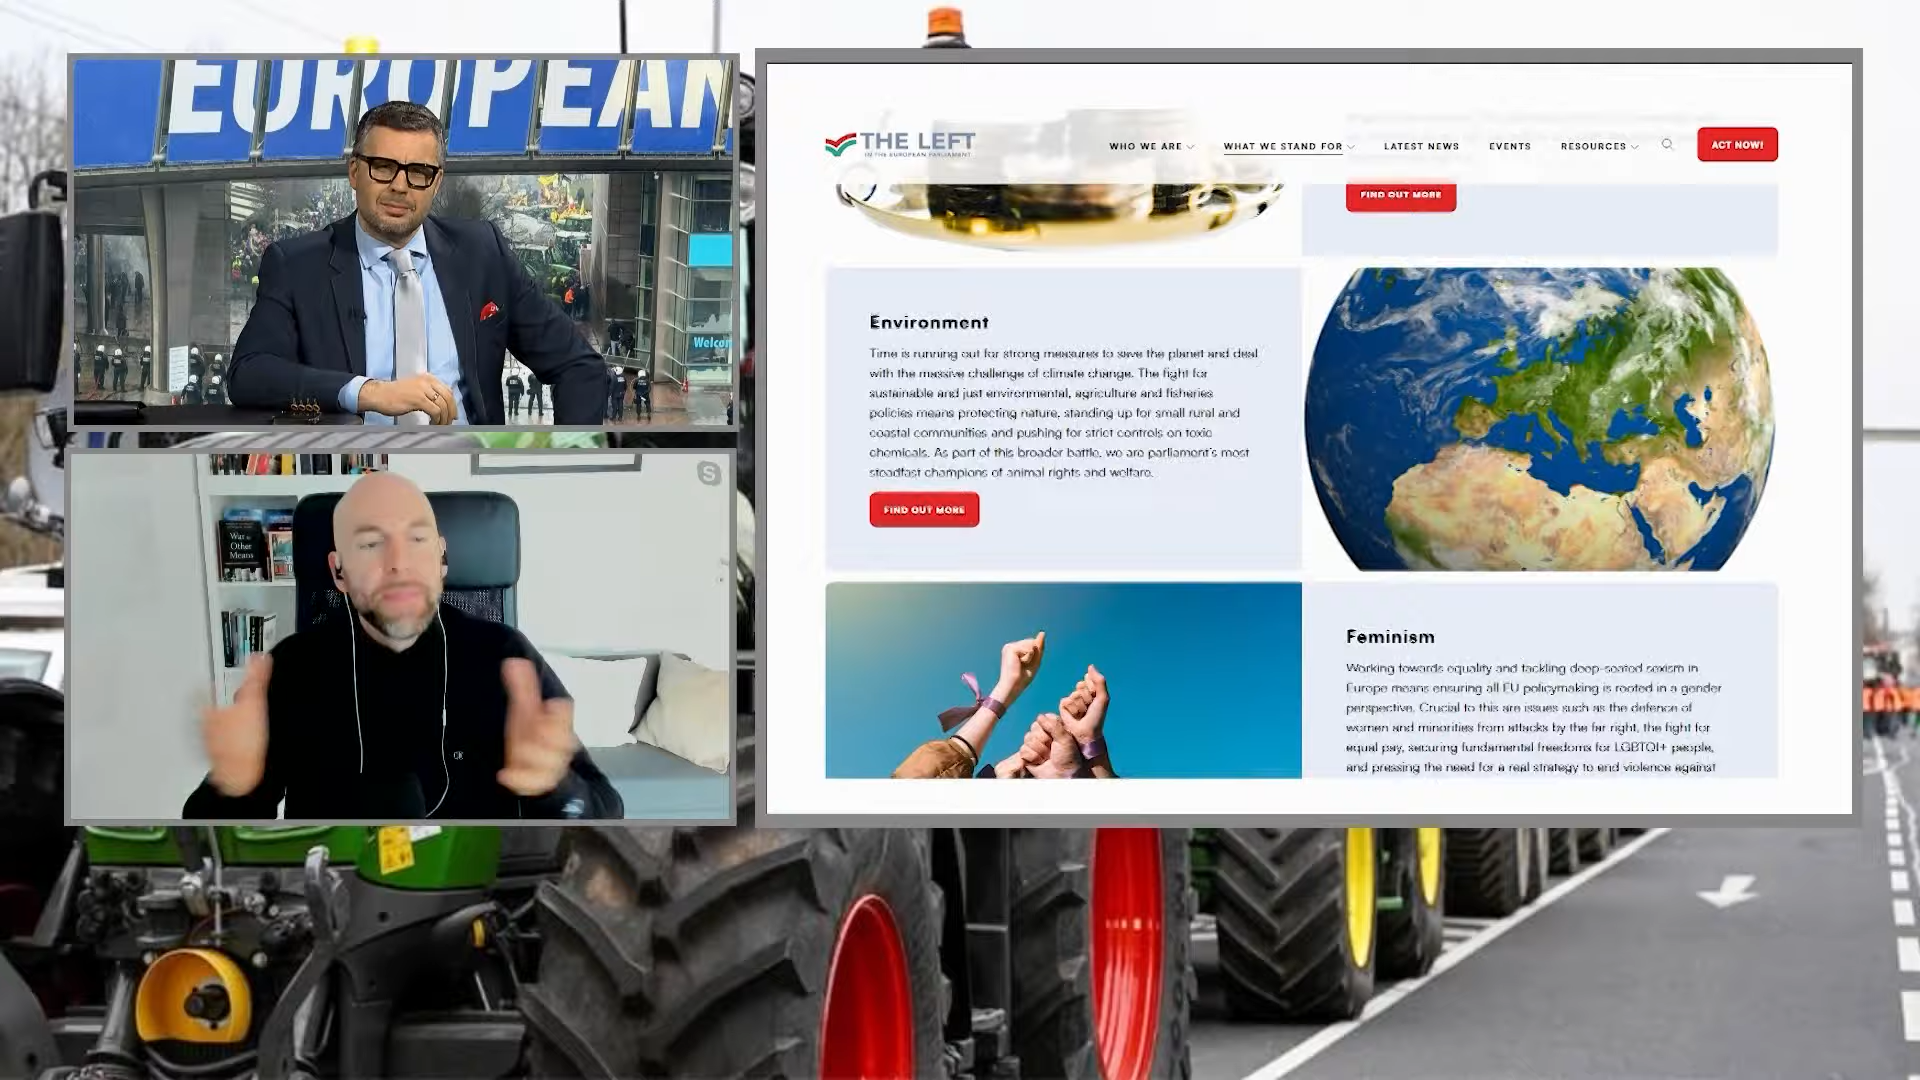 EUROPEAN
Welcom
War by
Other
Means
CK
THE LEFT
IN THE EUROPEAN PARLIAMENT
WHO WE ARE
WHAT WE STAND FOR
LATEST NEWS
EVENTS
RESOURCES
ACT NOW!
FIND OUT MORE
Environment
Time is running out for strong measures to save the planet and deal
with the massive challenge of climate change. The fight for
sustainable and just environmental, agriculture and fisheries
policies means protecting nature, standing up for small rural and
coastal communities and pushing for strict controls on toxic
chemicals. As part of this broader battle, we are parliament's most
steadfast champions of animal rights and welfare.
FIND OUT MORE
Feminism
Working towards equality and tackling deep-seated sexism in
Europe means ensuring all EU policymaking is rooted in a gender
perspective. Crucial to this are issues such as the defence of
women and minorities from attacks by the far right, the fight for
equal pay, securing fundamental freedoms for LGBTQI+ people,
and pressing the need for a real strategy to end violence against